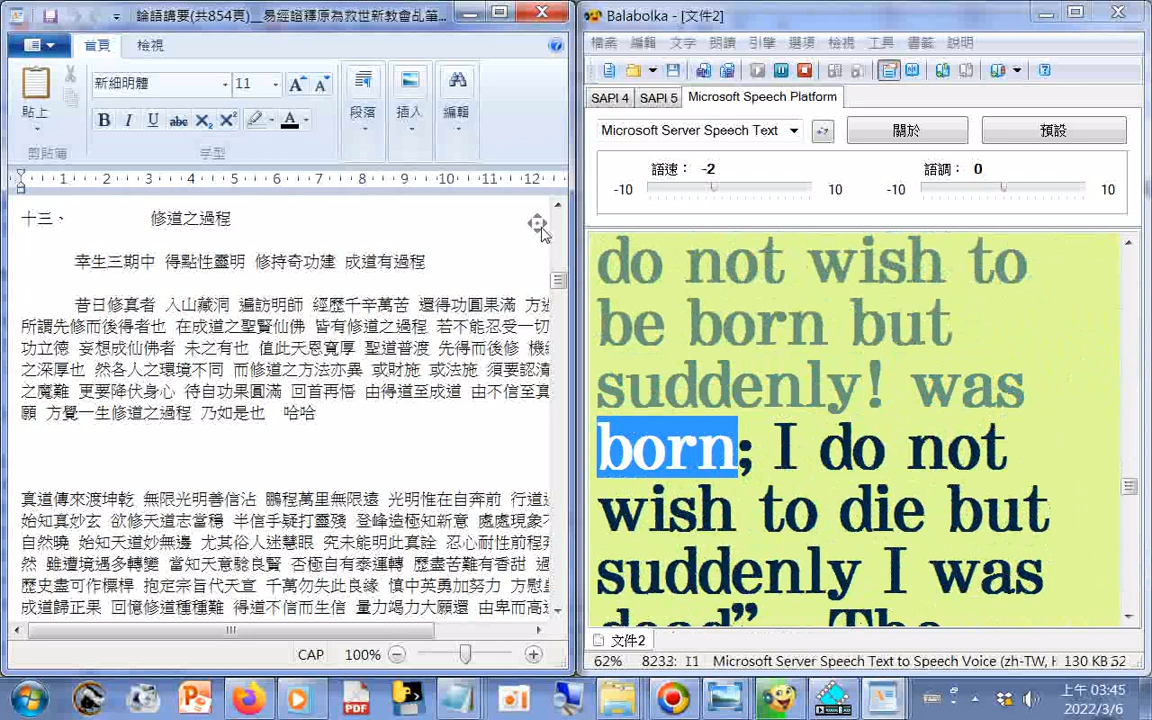 論語講要(共854頁)__易經證釋原為救世新教會乩筆...
首頁 檢視
貼上
新細明體 11
B I U abc X₂ X² A
剪貼簿 字型 段落 插入 編輯
1 2 3 4 5 6 7 8 9 10 11 12
十三、 修道之過程
幸生三期中 得點性靈明 修持奇功建 成道有過程
昔日修真者 入山藏洞 遍訪明師 經歷千辛萬苦 還得功圓果滿 方
所謂先修而後得者也 在成道之聖賢仙佛 皆有修道之過程 若不能忍受一切
功立德 妄想成仙佛者 未之有也 值此天恩寬厚 聖道普渡 先得而後修
之深厚也 然各人之環境不同 而修道之方法亦異 或財施 或法施 須要認清
之魔難 更要降伏身心 待自功果圓滿 回首再悟 由得道至成道 由不信至真
願 方覺一生修道之過程 乃如是也 哈哈
真道傳來渡坤乾 無限光明善信沾 鵬程萬里無限遠 光明惟在自奔前 行道
始知真妙玄 欲修天道志當穩 半信半疑打靈殘 登峰造極知新意 處處現象
自然曉 始知天道妙無邊 尤其俗人迷慧眼 究未能明此真詮 忍心耐性前程
然 雖遭境遇多轉變 當知天意騐良賢 否極自有泰運轉 歷盡苦難有香甜
歷史盡可作標桿 抱定宗旨代天宣 千萬勿失此良緣 慎中英勇加努力 方慰
成道歸正果 回憶修道種種難 得道不信而生信 量力竭力大願還 由卑而高
CAP 100%
Balabolka - [文件2]
檔案 編輯 文字 朗讀 引擎 選項 檢視 工具 書籤 說明
SAPI 4 SAPI 5 Microsoft Speech Platform
Microsoft Server Speech Text 關於 預設
語速： -2 語調： 0
-10 10 -10 10
do not wish to
be born but
suddenly! was
born; I do not
wish to die but
suddenly I was
dead”. The
文件2
62% 8233: 11 Microsoft Server Speech Text to Speech Voice (zh-TW, H 130 KB 52
上午 03:45
2022/3/6